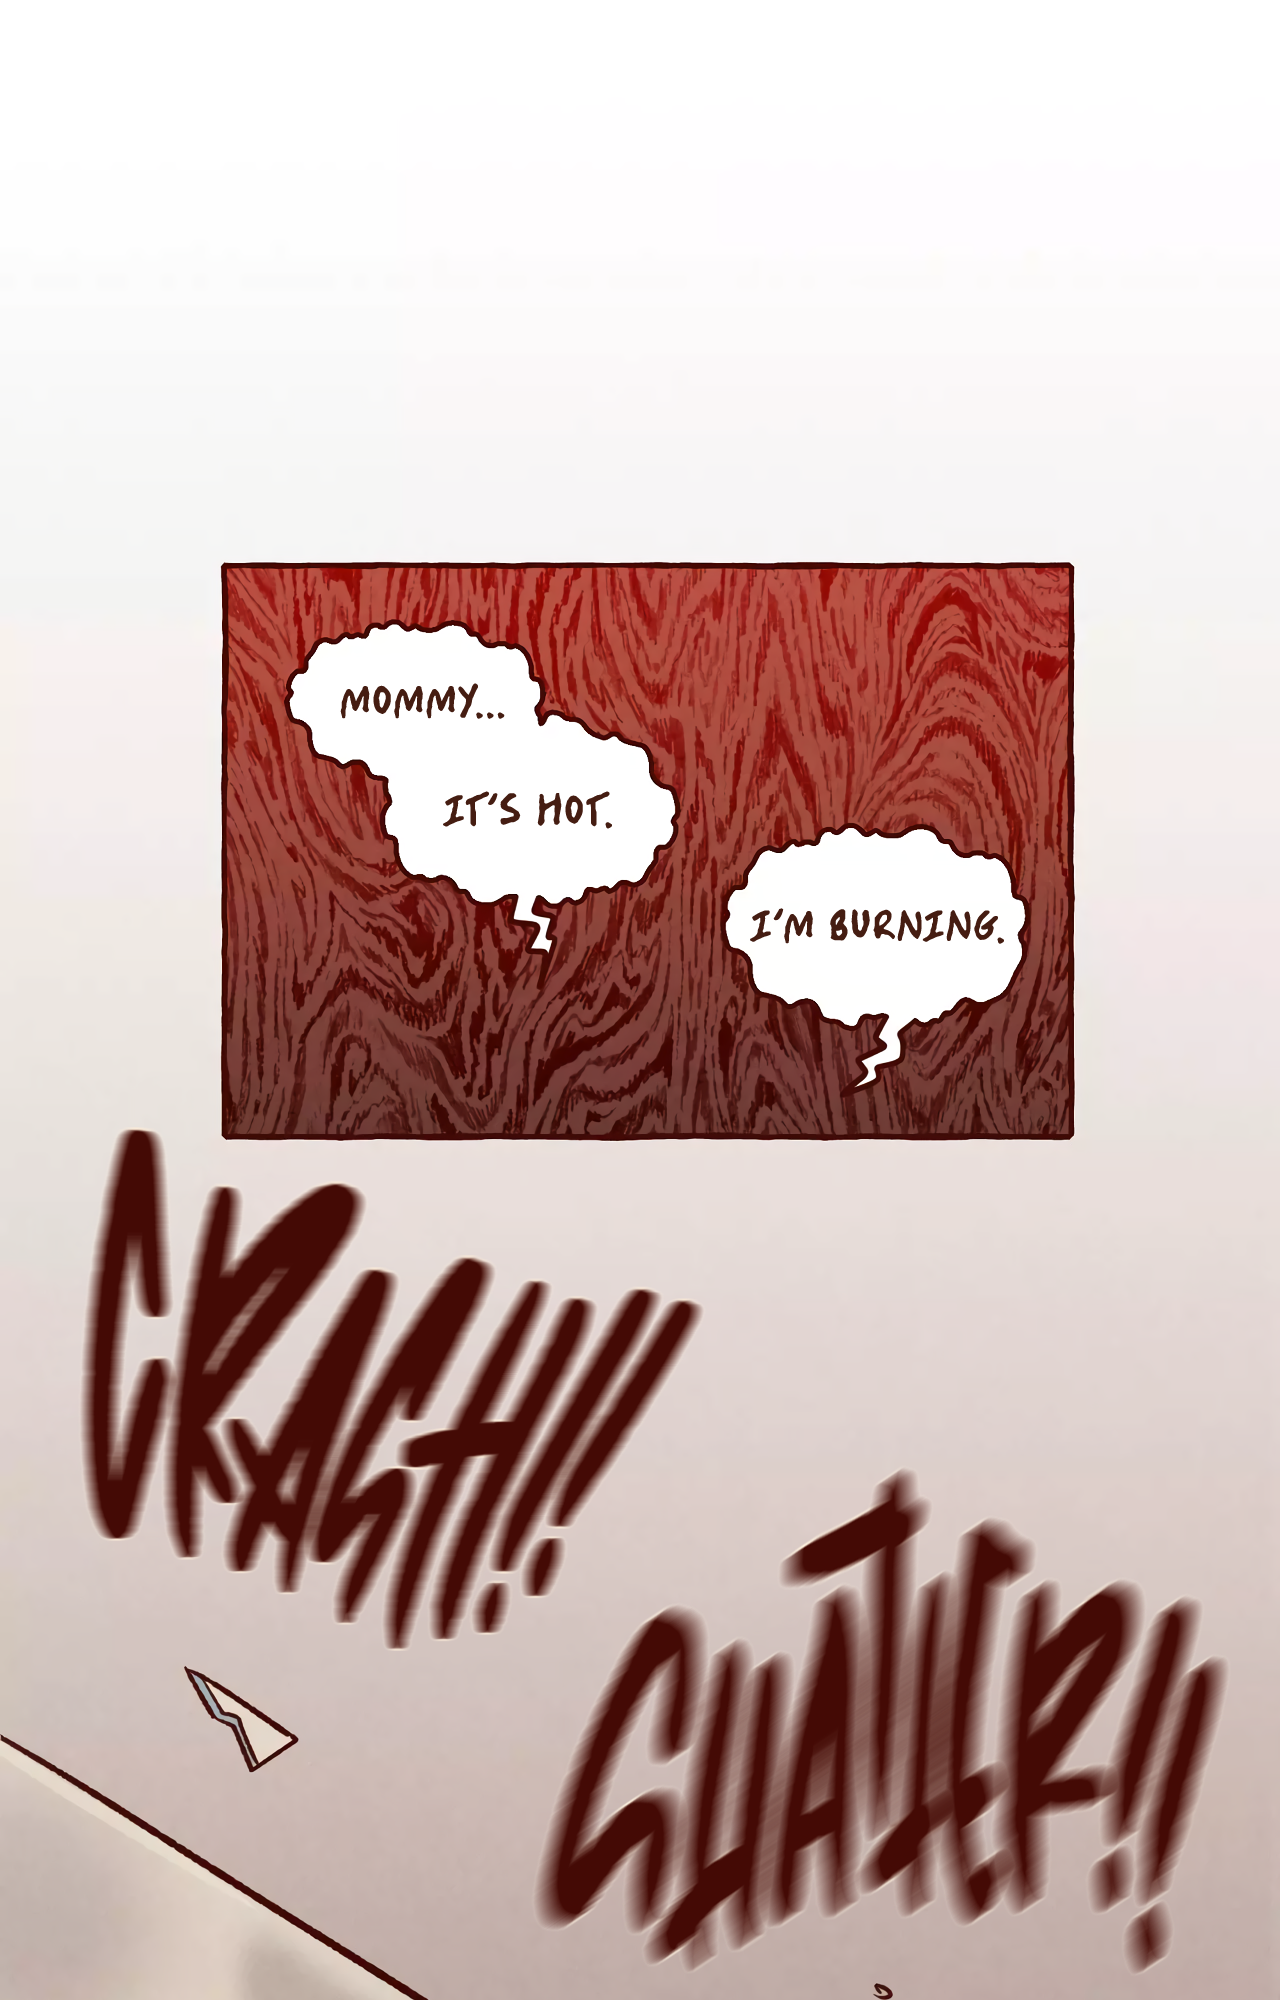 MOMMY...
IT'S HOT.
I'M BURNING.
CRASH!!
SHATTER!!